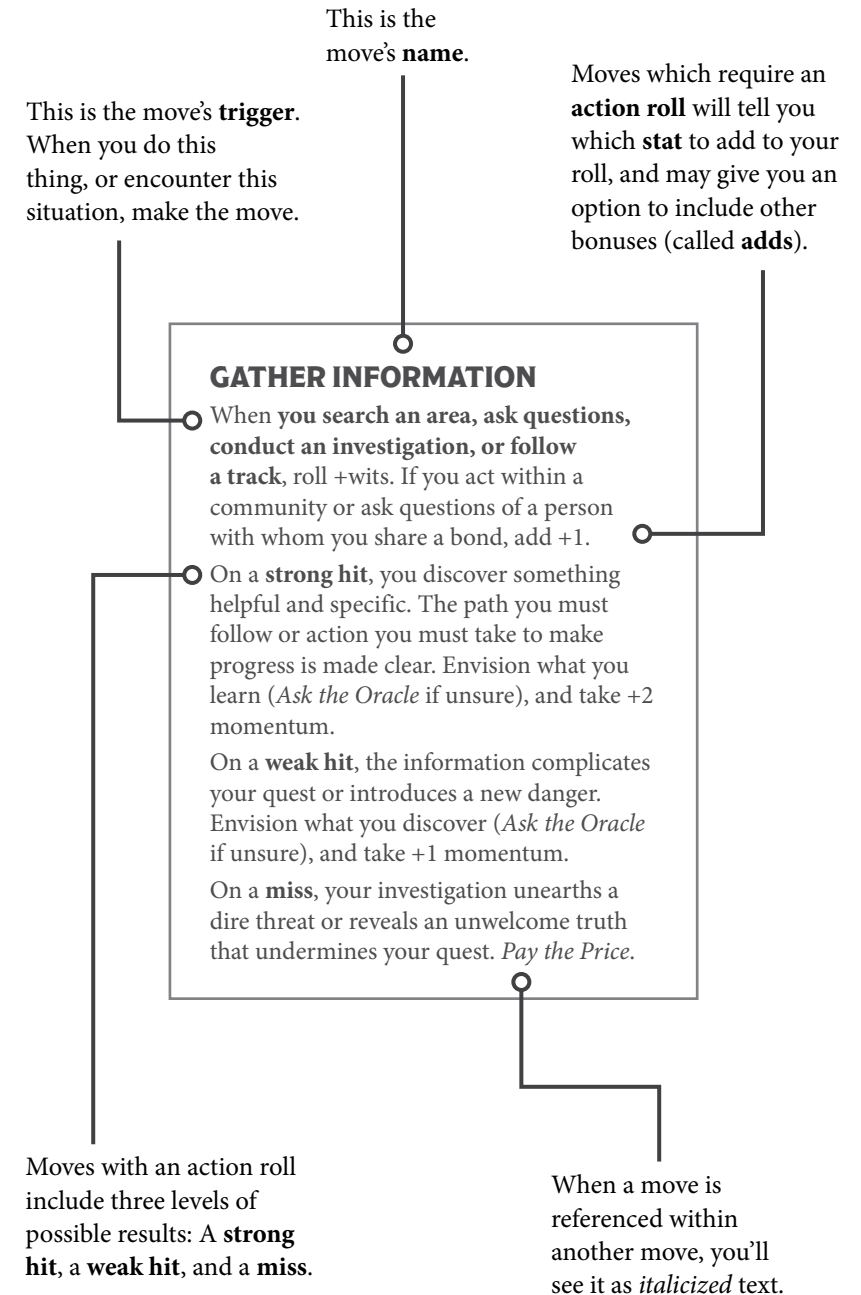 This is the
move’s name.
This is the move’s trigger.
When you do this
thing, or encounter this
situation, make the move.
Moves which require an
action roll will tell you
which stat to add to your
roll, and may give you an
option to include other
bonuses (called adds).
GATHER INFORMATION
When you search an area, ask questions,
conduct an investigation, or follow
a track, roll +wits. If you act within a
community or ask questions of a person
with whom you share a bond, add +1.
On a strong hit, you discover something
helpful and specific. The path you must
follow or action you must take to make
progress is made clear. Envision what you
learn (Ask the Oracle if unsure), and take +2
momentum.
On a weak hit, the information complicates
your quest or introduces a new danger.
Envision what you discover (Ask the Oracle
if unsure), and take +1 momentum.
On a miss, your investigation unearths a
dire threat or reveals an unwelcome truth
that undermines your quest. Pay the Price.
Moves with an action roll
include three levels of
possible results: A strong
hit, a weak hit, and a miss.
When a move is
referenced within
another move, you’ll
see it as italicized text.